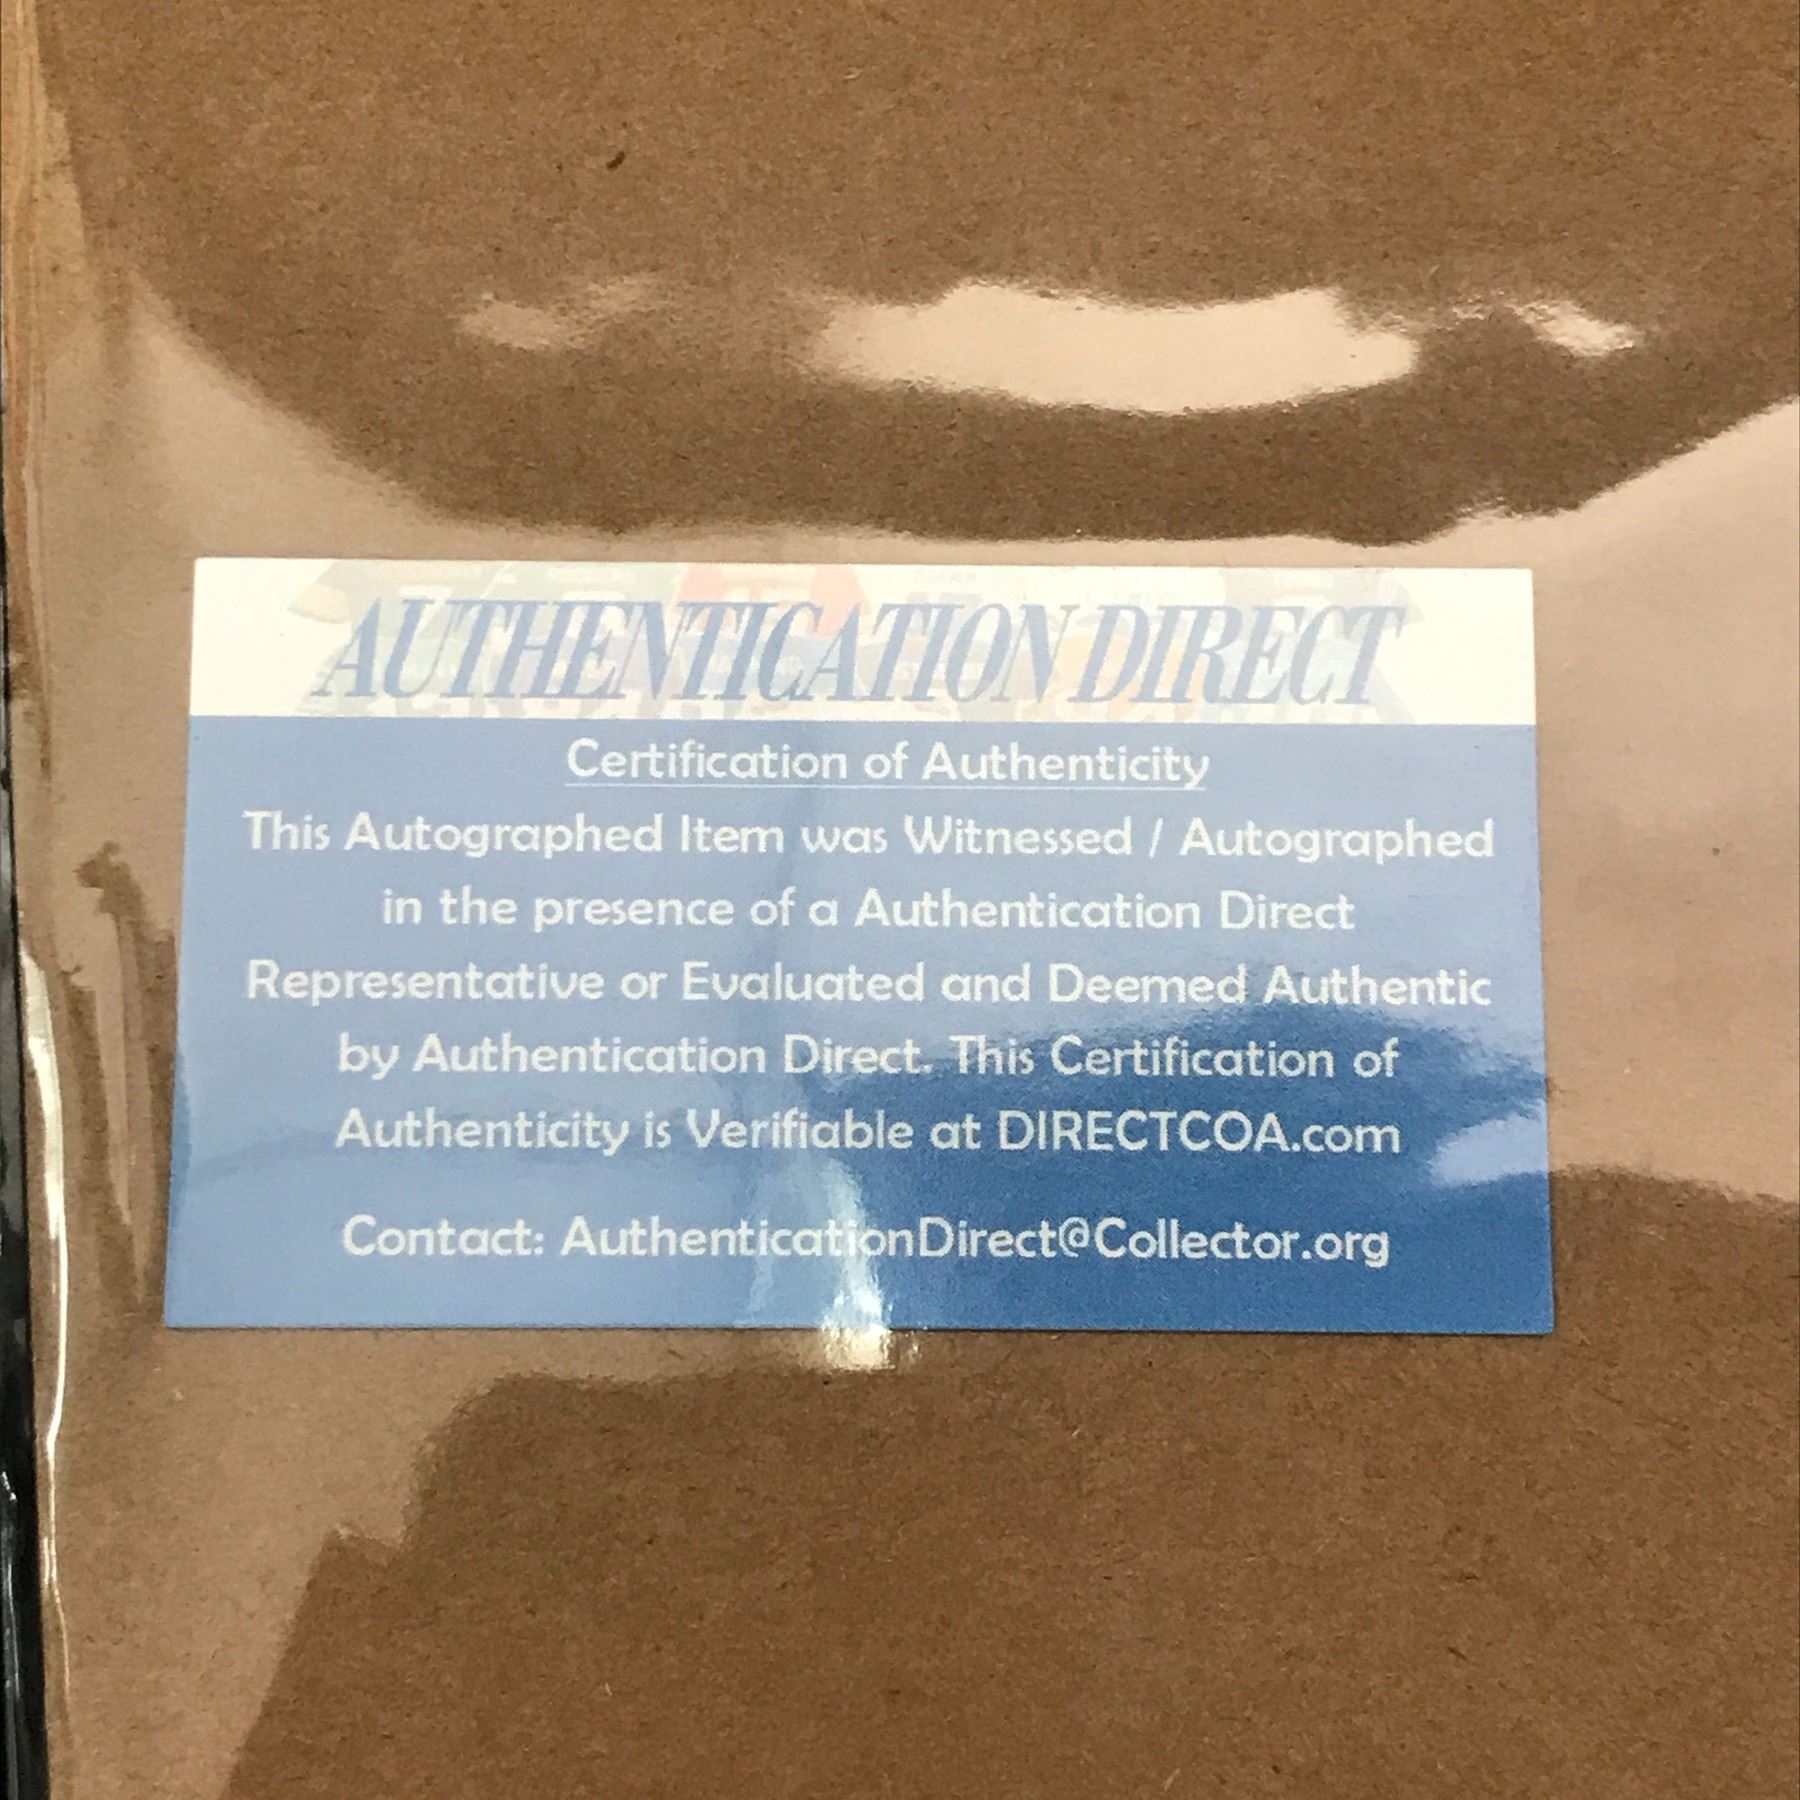 AUTHENTICATION DIRECT
Certification of Authenticity
This Autographed Item was Witnessed / Autographed
in the presence of a Authentication Direct
Representative or Evaluated and Deemed Authentic
by Authentication Direct. This Certification of
Authenticity is Verifiable at DIRECTCOA.com
Contact: AuthenticationDirect@Collector.org